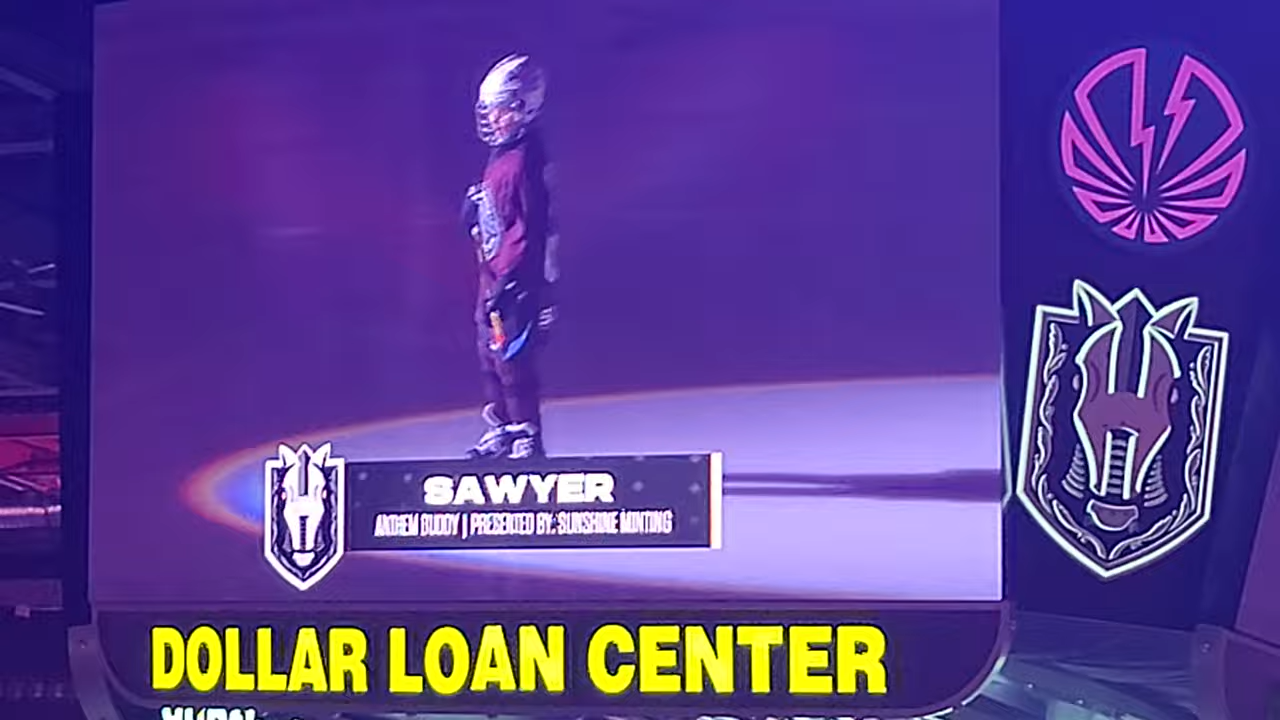 SAWYER
ANTHEM BUDDY | PRESENTED BY: SUNSHINE MINTING
DOLLAR LOAN CENTER